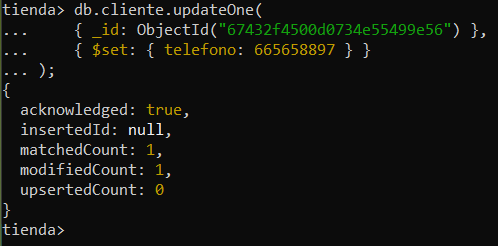 tienda> db.cliente.updateOne(
...     { _id: ObjectId("67432f4500d0734e55499e56") },
...     { $set: { telefono: 665658897 } }
... );
{
  acknowledged: true,
  insertedId: null,
  matchedCount: 1,
  modifiedCount: 1,
  upsertedCount: 0
}
tienda>